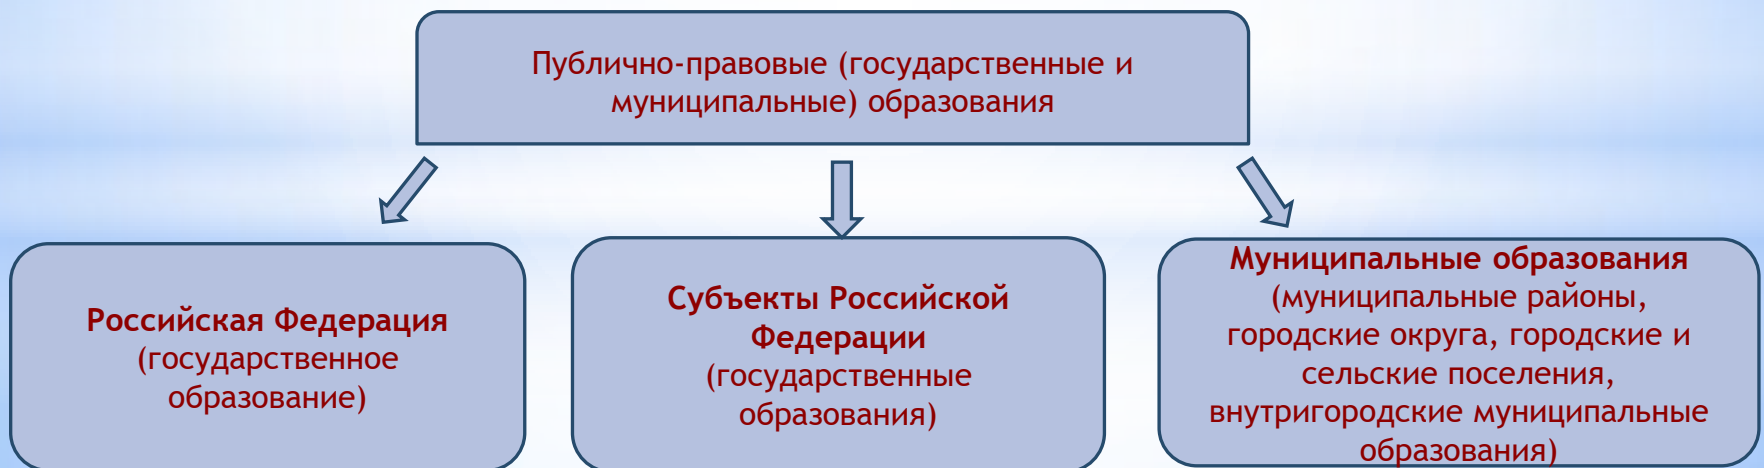 Публично-правовые (государственные и
муниципальные) образования
Российская Федерация
(государственное
образование)
Субъекты Российской
Федерации
(государственные
образования)
Муниципальные образования
(муниципальные районы,
городские округа, городские и
сельские поселения,
внутригородские муниципальные
образования)